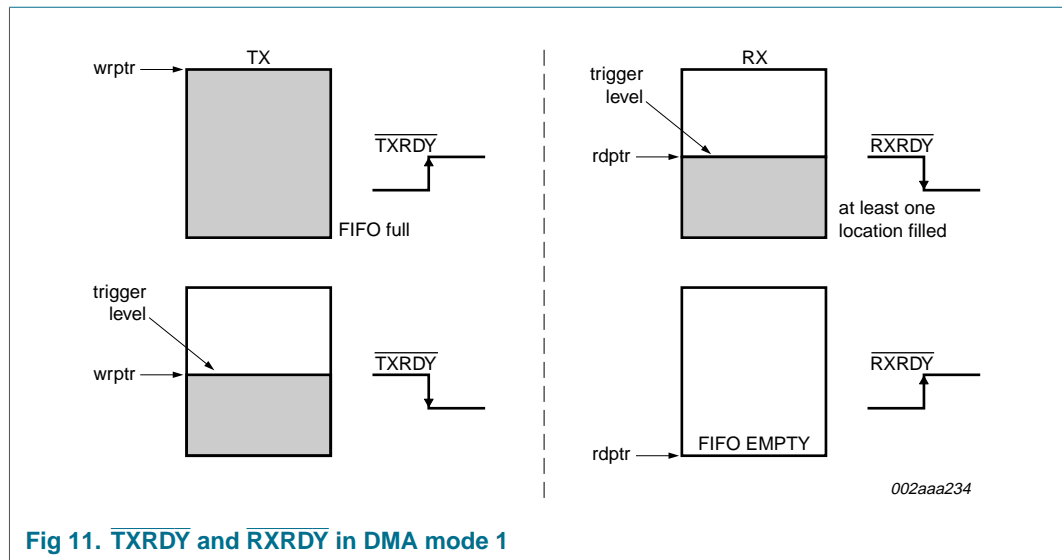 TX
wrptr
TXRDY
FIFO full
trigger
level
wrptr
TXRDY
RX
trigger
level
rdptr
RXRDY
at least one
location filled
RXRDY
FIFO EMPTY
rdptr
002aaa234
Fig 11. TXRDY and RXRDY in DMA mode 1